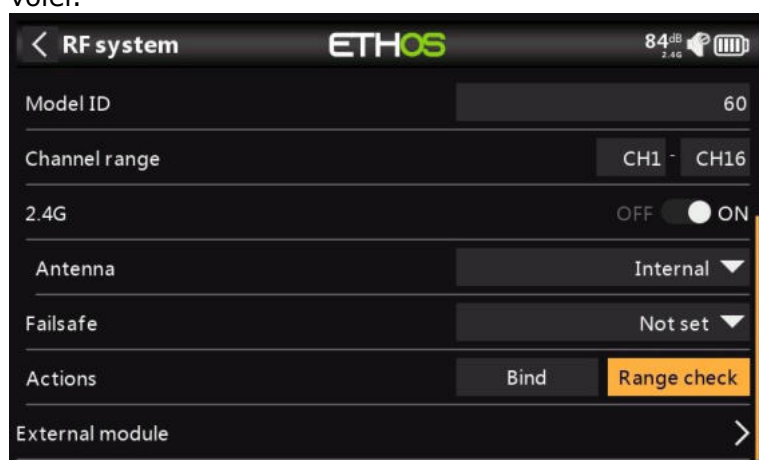 voler.
RF system ETHOS 84dB 2.4G
Model ID 60
Channel range CH1 - CH16
2.4G OFF ON
Antenna Internal
Failsafe Not set
Actions Bind Range check
External module